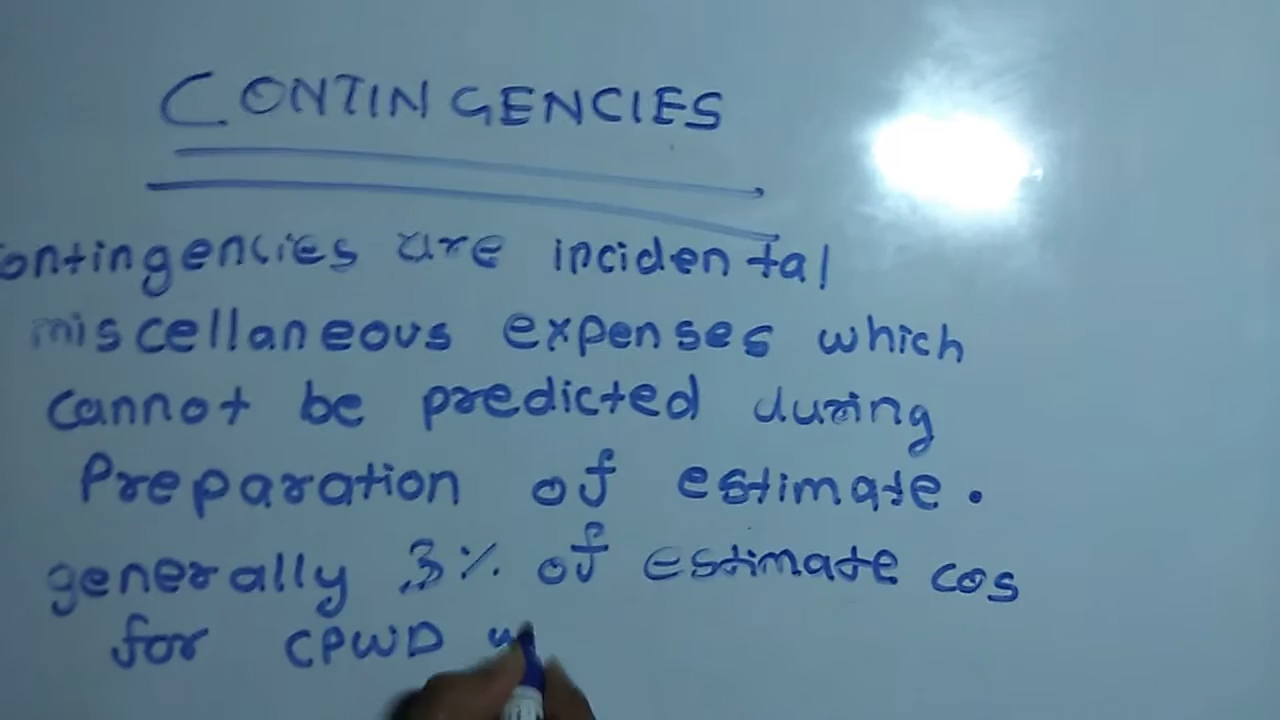 CONTINGENCIES
ontingencies are incidental
miscellaneous expenses which
cannot be predicted during
Preparation of estimate.
generally 3% of estimate cos
for CPWD